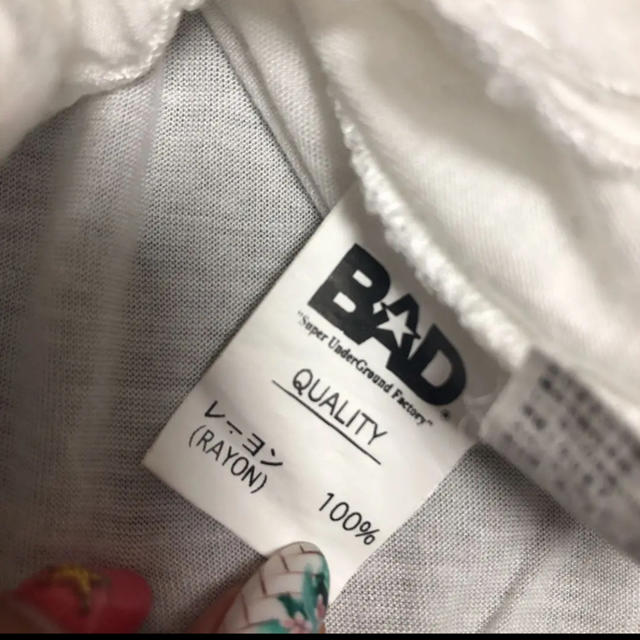 BAD®
"Super UnderGround Factory"
QUALITY
レーヨン
(RAYON) 100%